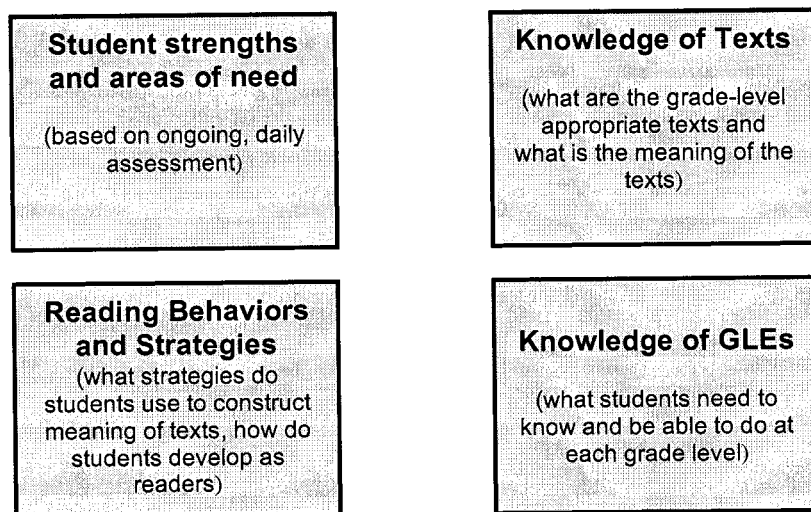 Student strengths
and areas of need
(based on ongoing, daily
assessment)
Knowledge of Texts
(what are the grade-level
appropriate texts and
what is the meaning of the
texts)
Reading Behaviors
and Strategies
(what strategies do
students use to construct
meaning of texts, how do
students develop as
readers)
Knowledge of GLEs
(what students need to
know and be able to do at
each grade level)